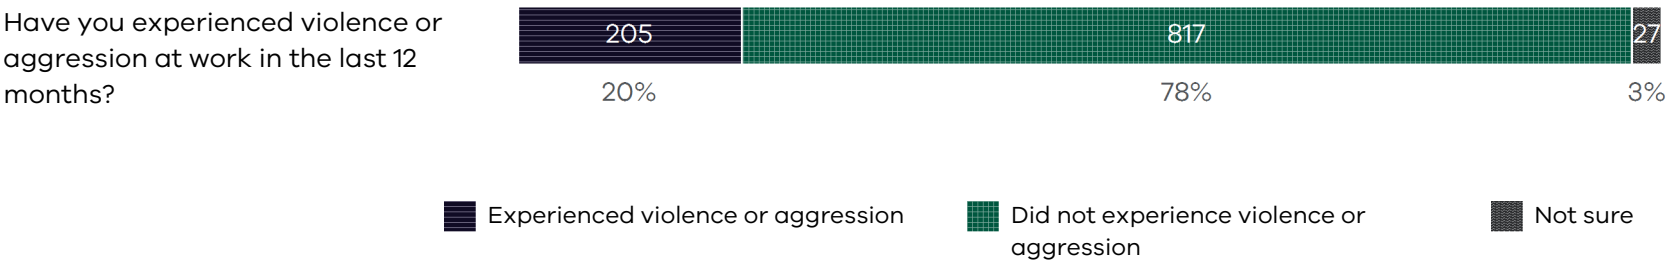 Have you experienced violence or
aggression at work in the last 12
months?
205
817
27
20%
78%
3%
Experienced violence or aggression
Did not experience violence or
aggression
Not sure